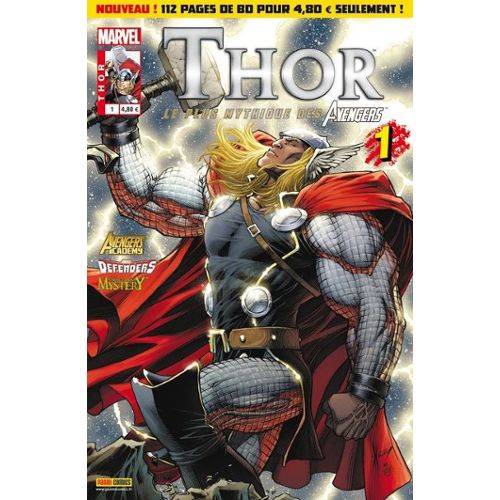 NOUVEAU ! 112 PAGES DE BD POUR 4,80 € SEULEMENT !
MARVEL
THOR
1 4,80 €
THOR
LE PLUS MYTHIQUE DES AVENGERS™
1
AVENGERS ACADEMY
DEFENDERS
MYSTERY
PANINI COMICS